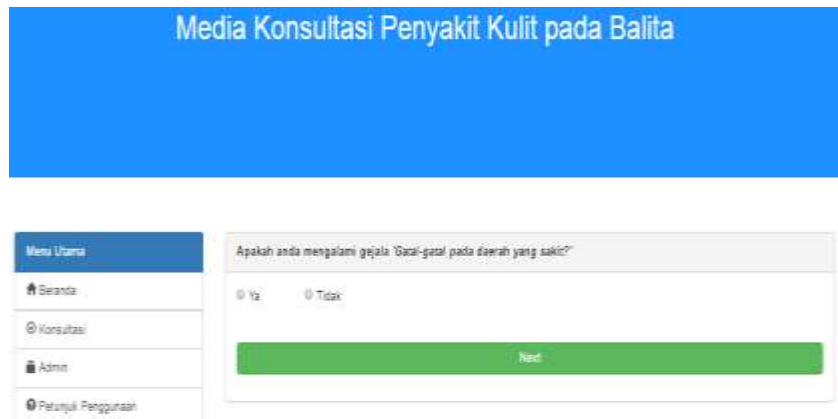 Media Konsultasi Penyakit Kulit pada Balita
Menu Utama
Beranda
Konsultasi
Admin
Petunjuk Penggunaan
Apakah anda mengalami gejala 'Gatal-gatal pada daerah yang sakit?'
Ya Tidak
Next